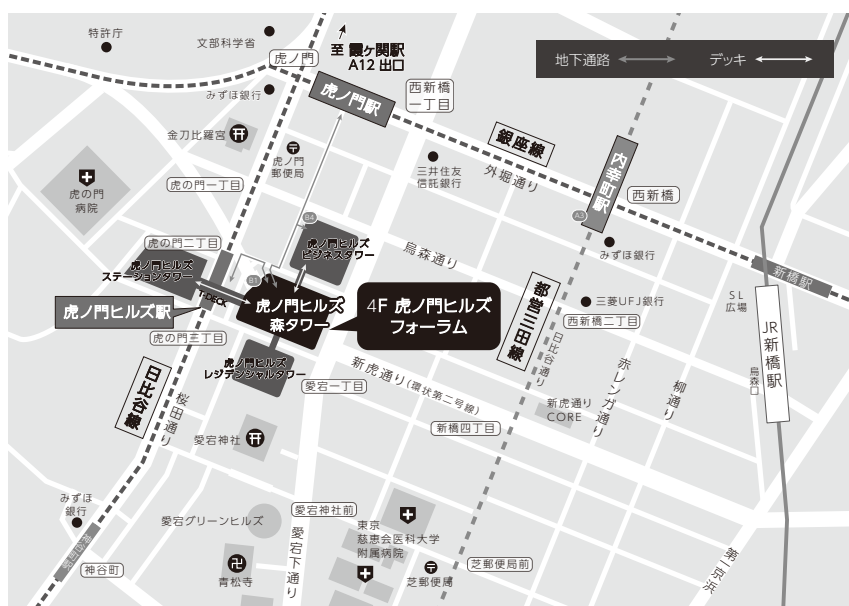 特許庁
文部科学省
至 霞ヶ関駅
A12 出口
地下通路
デッキ
虎ノ門
みずほ銀行
虎ノ門駅
西新橋
一丁目
金刀比羅宮
虎ノ門
郵便局
銀座線
三井住友
信託銀行
外堀通り
内幸町駅
西新橋
A3
みずほ銀行
虎の門
病院
虎の門一丁目
虎の門二丁目
B4
虎ノ門ヒルズ
ビジネスタワー
烏森通り
虎ノ門ヒルズ
ステーションタワー
T-DECK
B1
新橋駅
虎ノ門ヒルズ駅
虎ノ門ヒルズ
森タワー
4F 虎ノ門ヒルズ
フォーラム
都営三田線
三菱UFJ銀行
西新橋二丁目
SL
広場
JR新橋駅
虎の門三丁目
虎ノ門ヒルズ
レジデンシャルタワー
愛宕一丁目
新虎通り(環状第二号線)
日比谷通り
赤レンガ通り
柳通り
烏森口
日比谷線
桜田通り
新虎通り
CORE
新橋四丁目
愛宕神社
みずほ
銀行
愛宕グリーンヒルズ
愛宕神社前
東京
慈恵会医科大学
附属病院
愛宕下通り
神谷町駅
神谷町
青松寺
芝郵便局
芝郵便局前
第一京浜